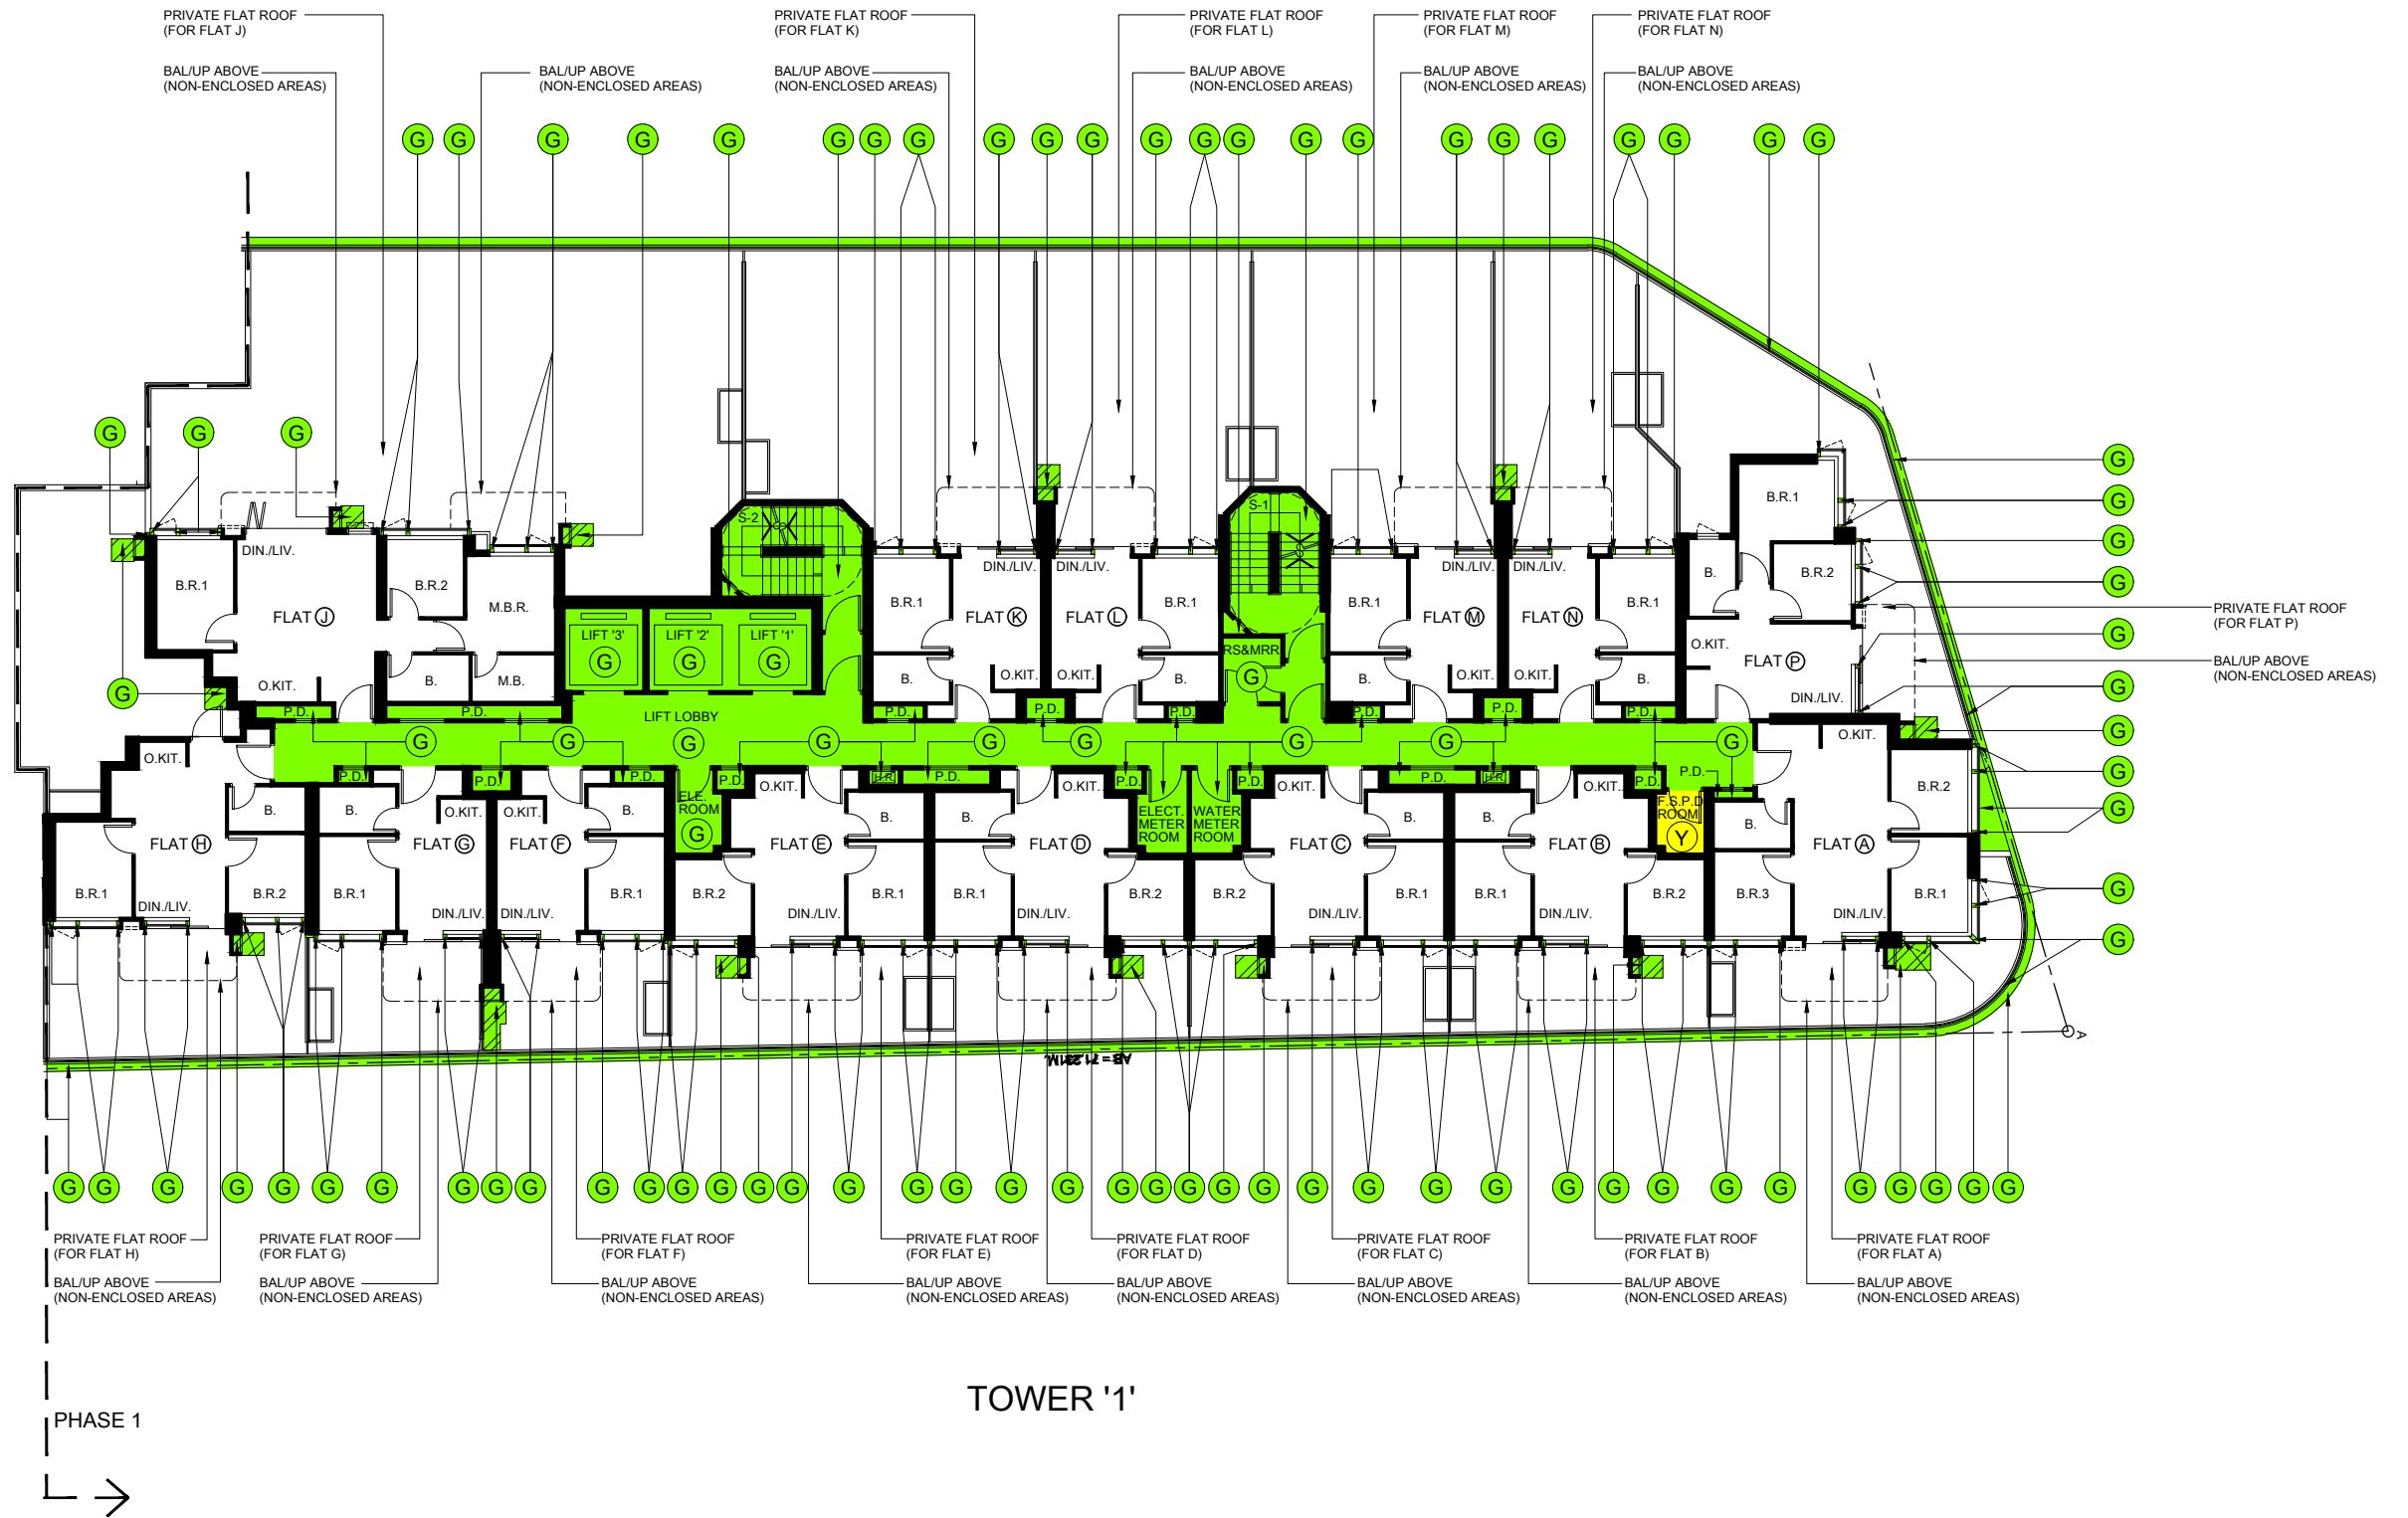 PRIVATE FLAT ROOF
(FOR FLAT J)
PRIVATE FLAT ROOF
(FOR FLAT K)
PRIVATE FLAT ROOF
(FOR FLAT L)
PRIVATE FLAT ROOF
(FOR FLAT M)
PRIVATE FLAT ROOF
(FOR FLAT N)
BAL/UP ABOVE
(NON-ENCLOSED AREAS)
BAL/UP ABOVE
(NON-ENCLOSED AREAS)
BAL/UP ABOVE
(NON-ENCLOSED AREAS)
BAL/UP ABOVE
(NON-ENCLOSED AREAS)
BAL/UP ABOVE
(NON-ENCLOSED AREAS)
BAL/UP ABOVE
(NON-ENCLOSED AREAS)
G G G G G G G G G G G G G G G G G G G G G G
G G G
G
G
G
G
G
G
G
G
G
G
G
G
B.R.1
DIN./LIV.
FLAT J
O.KIT.
B.R.2
M.B.R.
B.
M.B.
P.D.
P.D.
G
S-2
LIFT '3'
G
LIFT '2'
G
LIFT '1'
G
LIFT LOBBY
G
B.R.1
DIN./LIV.
FLAT K
B.
O.KIT.
P.D.
P.D.
DIN./LIV.
B.R.1
FLAT L
O.KIT.
B.
P.D.
S-1
RS&MRR
G
B.R.1
DIN./LIV.
FLAT M
B.
O.KIT.
P.D.
P.D.
DIN./LIV.
B.R.1
FLAT N
O.KIT.
B.
P.D.
B.R.1
B.
B.R.2
O.KIT.
FLAT P
DIN./LIV.
PRIVATE FLAT ROOF
(FOR FLAT P)
BAL/UP ABOVE
(NON-ENCLOSED AREAS)
G G G G G G G G
O.KIT.
B.
FLAT H
B.R.1
B.R.2
DIN./LIV.
P.D.
B.
O.KIT.
FLAT G
B.R.1
DIN./LIV.
P.D.
O.KIT.
B.
FLAT F
DIN./LIV.
B.R.1
P.D.
ELE.
ROOM
G
P.D.
O.KIT.
FLAT E
B.
B.R.2
B.R.1
DIN./LIV.
H.R.
P.D.
B.
O.KIT.
FLAT D
B.R.1
B.R.2
DIN./LIV.
P.D.
ELECT.
METER
ROOM
WATER
METER
ROOM
P.D.
O.KIT.
FLAT C
B.
B.R.2
B.R.1
DIN./LIV.
P.D.
H.R.
B.
O.KIT.
FLAT B
B.R.1
B.R.2
DIN./LIV.
P.D.
P.D.
F.S.P.D
ROOM
Y
O.KIT.
B.
FLAT A
B.R.2
B.R.3
B.R.1
DIN./LIV.
A
AB = 71.231M.
G G G G G G G G G G G G G G G G G G G G G G G G G G G G G G G G G G G G G G G
PRIVATE FLAT ROOF
(FOR FLAT H)
PRIVATE FLAT ROOF
(FOR FLAT G)
PRIVATE FLAT ROOF
(FOR FLAT F)
PRIVATE FLAT ROOF
(FOR FLAT E)
PRIVATE FLAT ROOF
(FOR FLAT D)
PRIVATE FLAT ROOF
(FOR FLAT C)
PRIVATE FLAT ROOF
(FOR FLAT B)
PRIVATE FLAT ROOF
(FOR FLAT A)
BAL/UP ABOVE
(NON-ENCLOSED AREAS)
BAL/UP ABOVE
(NON-ENCLOSED AREAS)
BAL/UP ABOVE
(NON-ENCLOSED AREAS)
BAL/UP ABOVE
(NON-ENCLOSED AREAS)
BAL/UP ABOVE
(NON-ENCLOSED AREAS)
BAL/UP ABOVE
(NON-ENCLOSED AREAS)
BAL/UP ABOVE
(NON-ENCLOSED AREAS)
BAL/UP ABOVE
(NON-ENCLOSED AREAS)
TOWER '1'
PHASE 1